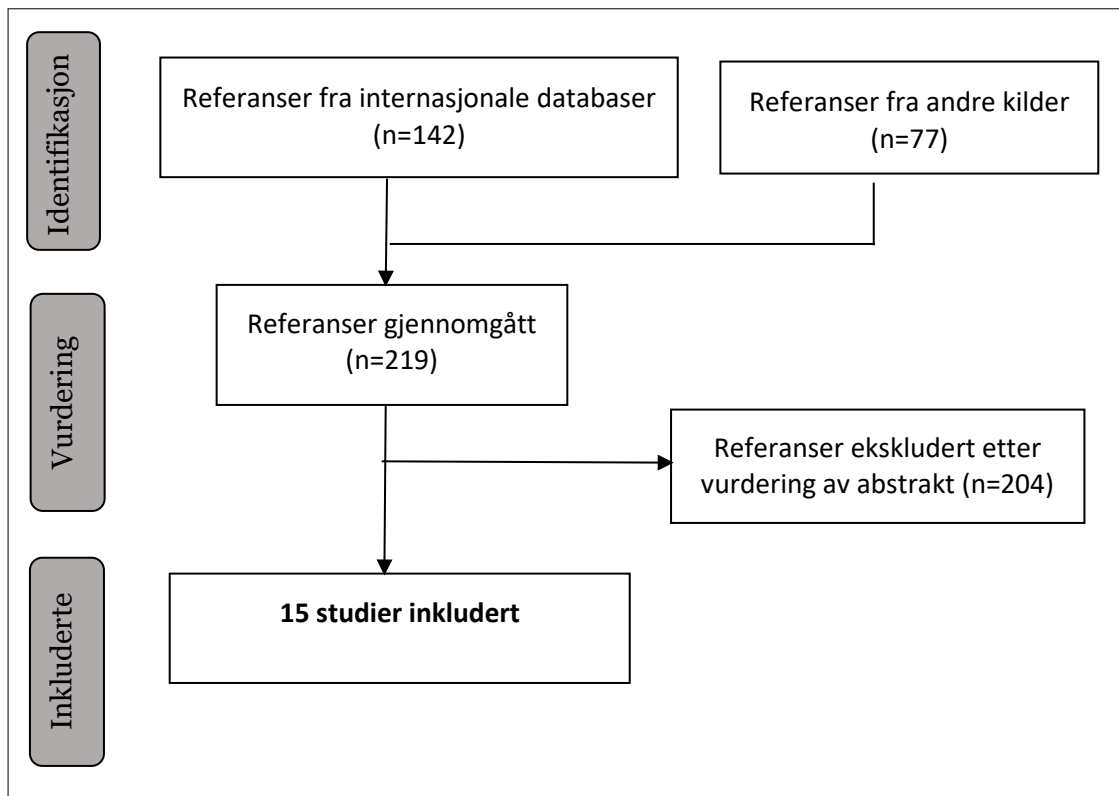 Identifikasjon
Referanser fra internasjonale databaser
(n=142)
Referanser fra andre kilder
(n=77)
Vurdering
Referanser gjennomgått
(n=219)
Referanser ekskludert etter
vurdering av abstrakt (n=204)
Inkluderte
15 studier inkludert